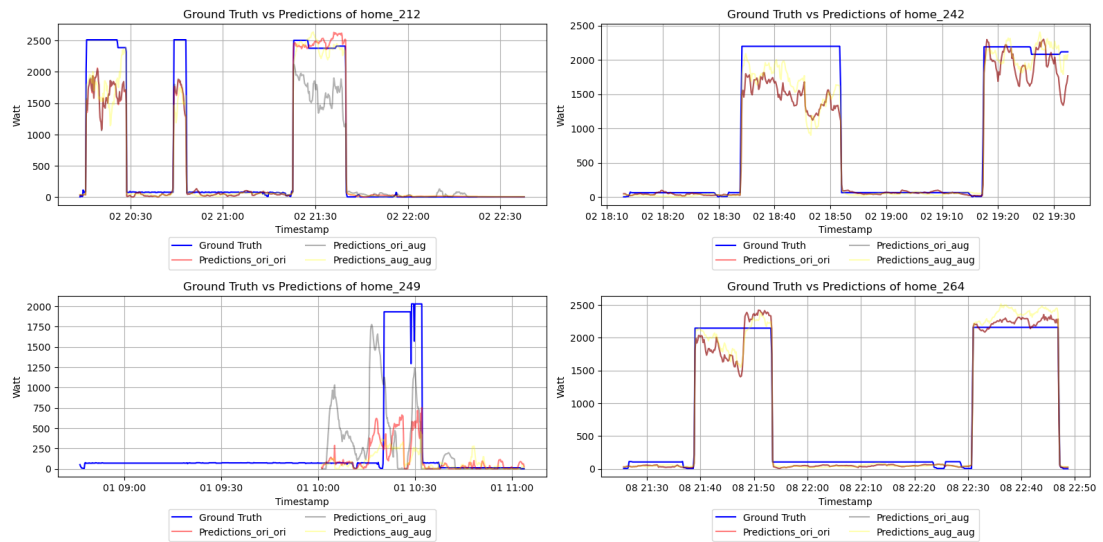 Ground Truth vs Predictions of home_212
2500
2000
1500
1000
500
0
Watt
02 20:30
02 21:00
02 21:30
02 22:00
02 22:30
Timestamp
Ground Truth
Predictions_ori_ori
Predictions_ori_aug
Predictions_aug_aug
Ground Truth vs Predictions of home_242
2500
2000
1500
1000
500
0
Watt
02 18:10
02 18:20
02 18:30
02 18:40
02 18:50
02 19:00
02 19:10
02 19:20
02 19:30
Timestamp
Ground Truth
Predictions_ori_ori
Predictions_ori_aug
Predictions_aug_aug
Ground Truth vs Predictions of home_249
2000
1750
1500
1250
1000
750
500
250
0
Watt
01 09:00
01 09:30
01 10:00
01 10:30
01 11:00
Timestamp
Ground Truth
Predictions_ori_ori
Predictions_ori_aug
Predictions_aug_aug
Ground Truth vs Predictions of home_264
2500
2000
1500
1000
500
0
Watt
08 21:30
08 21:40
08 21:50
08 22:00
08 22:10
08 22:20
08 22:30
08 22:40
08 22:50
Timestamp
Ground Truth
Predictions_ori_ori
Predictions_ori_aug
Predictions_aug_aug